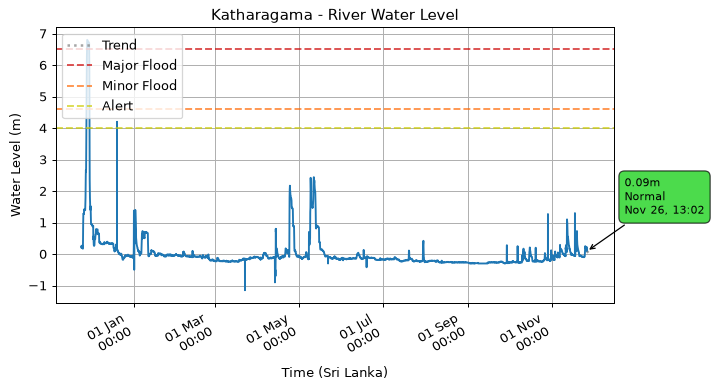 Katharagama - River Water Level
7
6
5
4
3
2
1
0
−1
Water Level (m)
Trend
Major Flood
Minor Flood
Alert
0.09m
Normal
Nov 26, 13:02
01 Jan
00:00
01 Mar
00:00
01 May
00:00
01 Jul
00:00
01 Sep
00:00
01 Nov
00:00
Time (Sri Lanka)